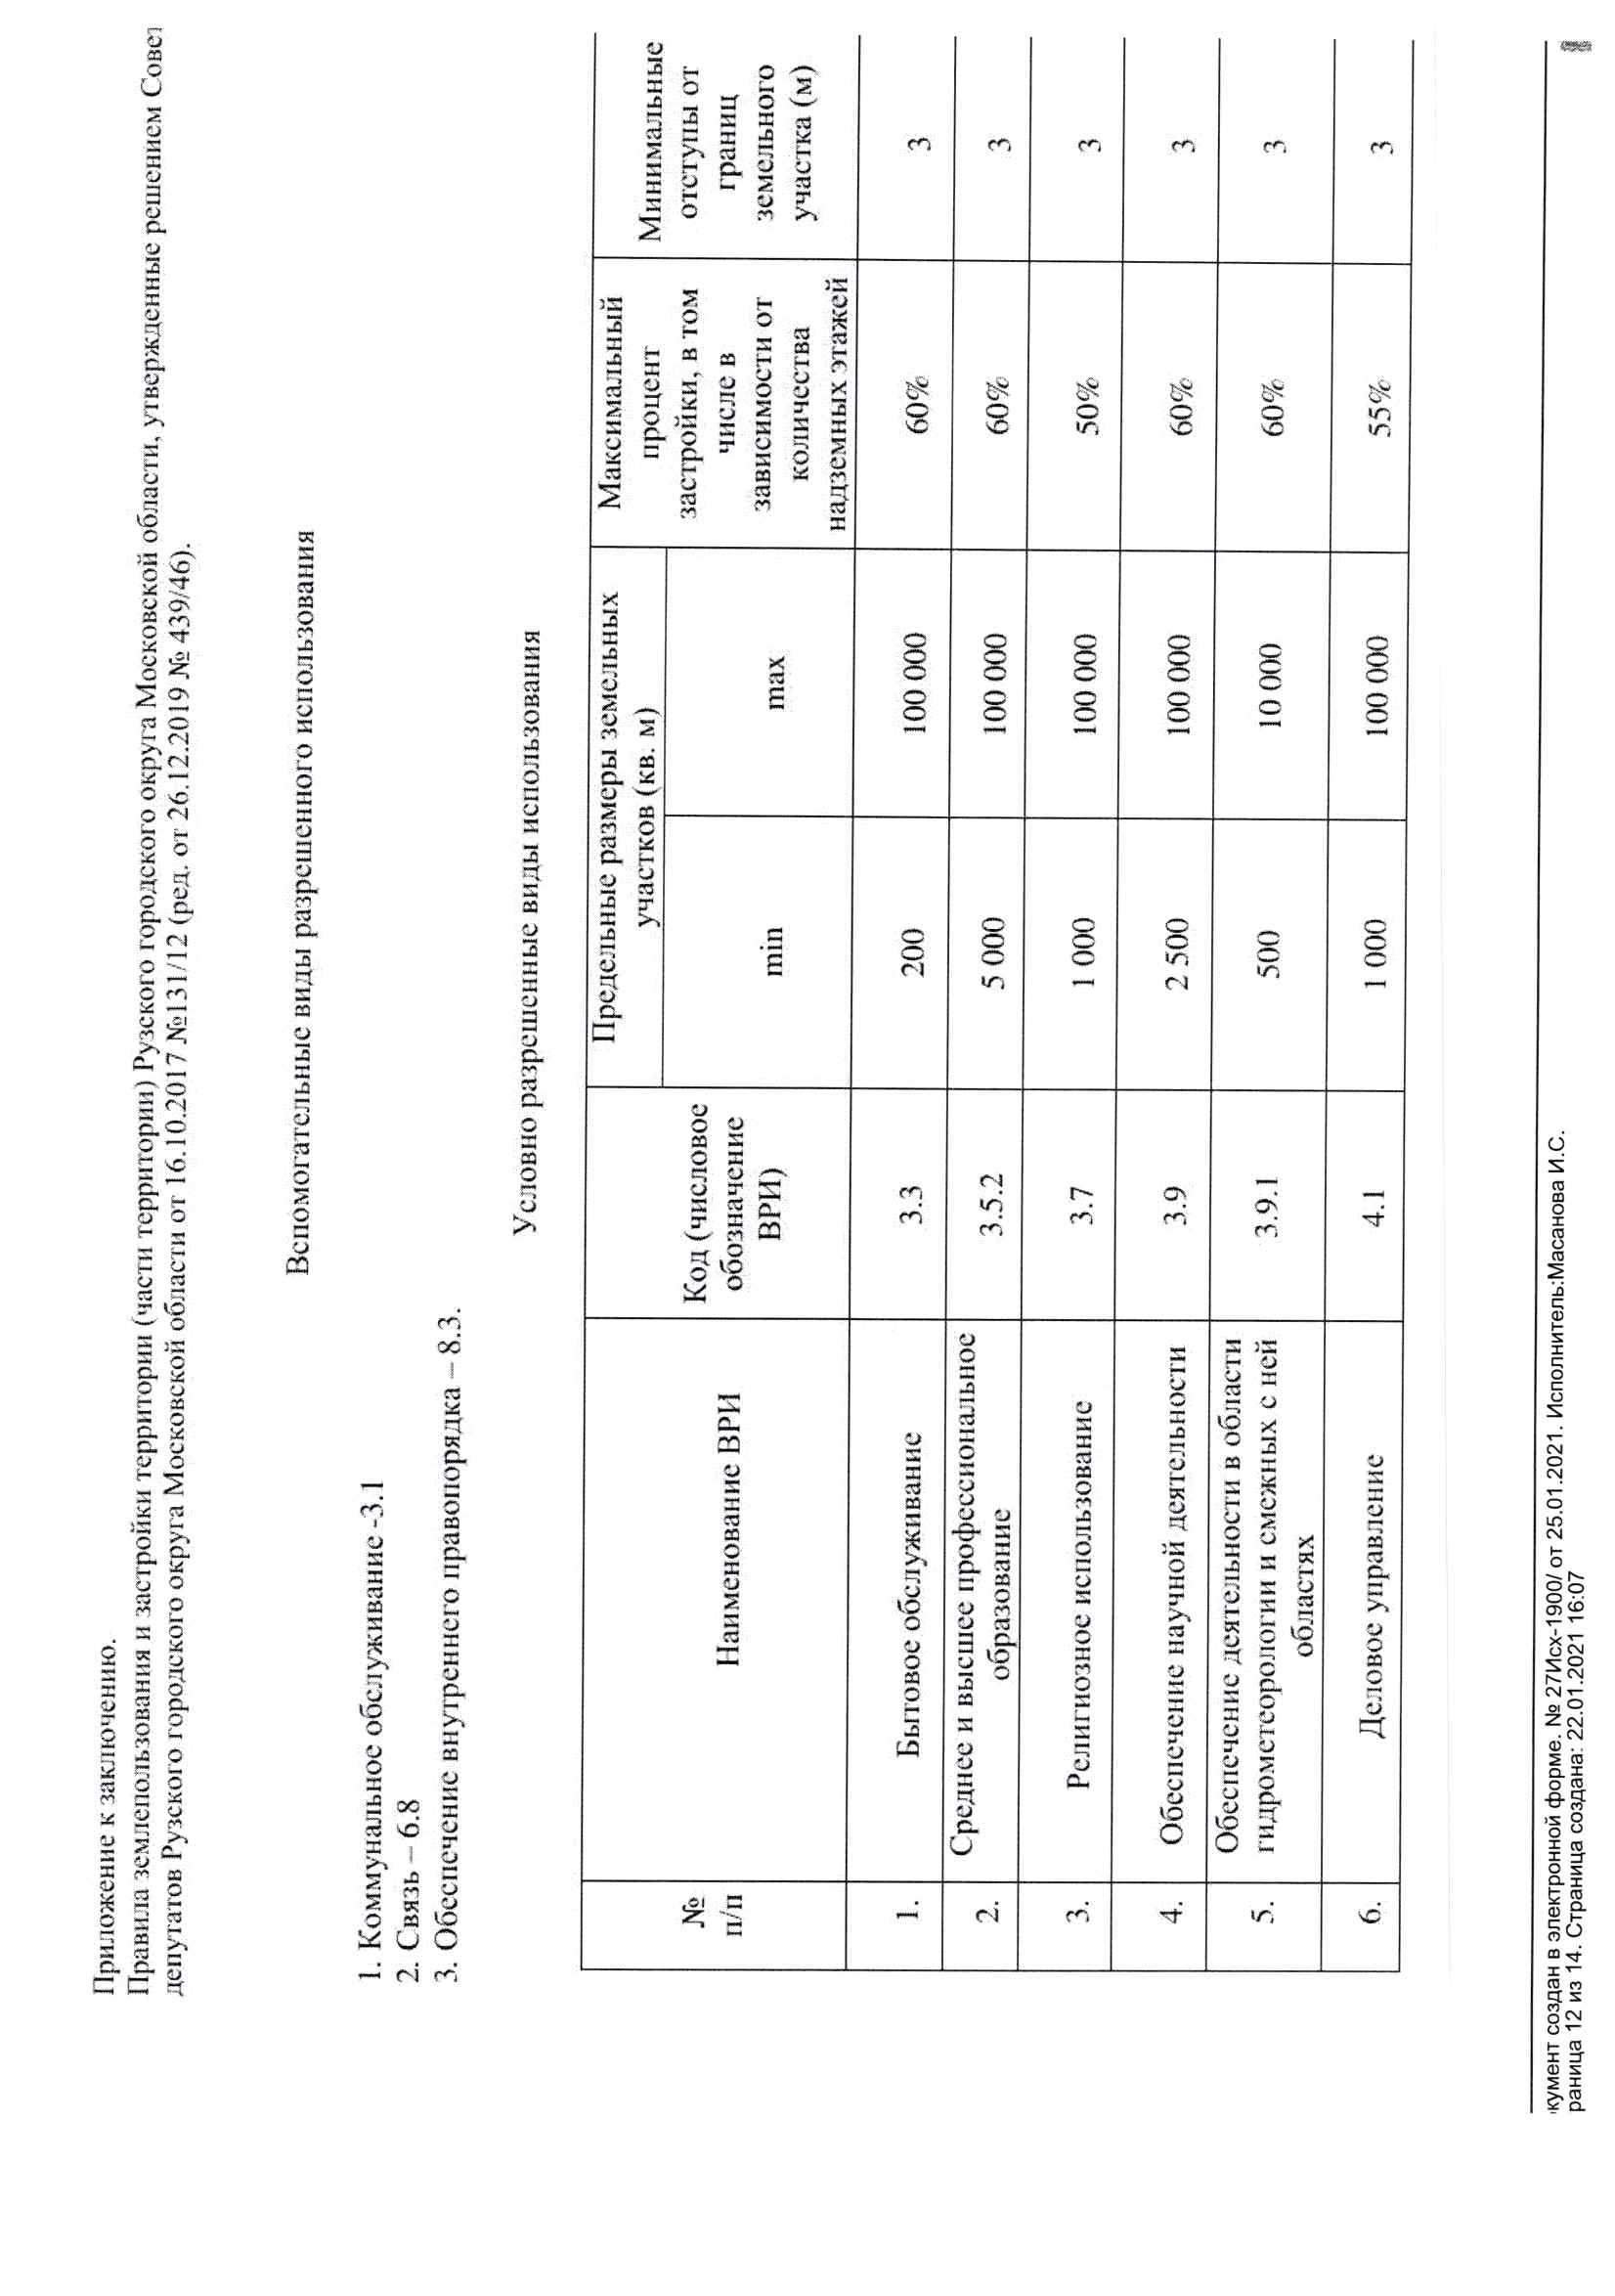 Приложение к заключению.
Правила землепользования и застройки территории (части территории) Рузского городского округа Московской области, утвержденные решением Совет
депутатов Рузского городского округа Московской области от 16.10.2017 №131/12 (ред. от 26.12.2019 № 439/46).
Вспомогательные виды разрешенного использования
1. Коммунальное обслуживание -3.1
2. Связь – 6.8
3. Обеспечение внутреннего правопорядка – 8.3.
Условно разрешенные виды использования
№
п/п
Наименование ВРИ
Код (числовое
обозначение
ВРИ)
Предельные размеры земельных
участков (кв. м)
min
max
Максимальный
процент
застройки, в том
числе в
зависимости от
количества
надземных этажей
Минимальные
отступы от
границ
земельного
участка (м)
1. Бытовое обслуживание 3.3 200 100 000 60% 3
2. Среднее и высшее профессиональное
образование 3.5.2 5 000 100 000 60% 3
3. Религиозное использование 3.7 1 000 100 000 50% 3
4. Обеспечение научной деятельности 3.9 2 500 100 000 60% 3
5. Обеспечение деятельности в области
гидрометеорологии и смежных с ней
областях 3.9.1 500 10 000 60% 3
6. Деловое управление 4.1 1 000 100 000 55% 3
кумент создан в электронной форме. № 27Исх-1900/ от 25.01.2021. Исполнитель:Масанова И.С.
раница 12 из 14. Страница создана: 22.01.2021 16:07